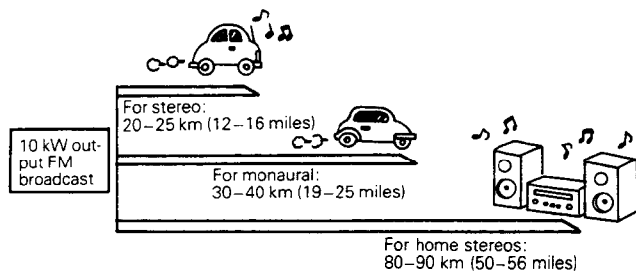 For stereo:
20–25 km (12–16 miles)
10 kW out-
put FM
broadcast
For monaural:
30–40 km (19–25 miles)
For home stereos:
80–90 km (50–56 miles)